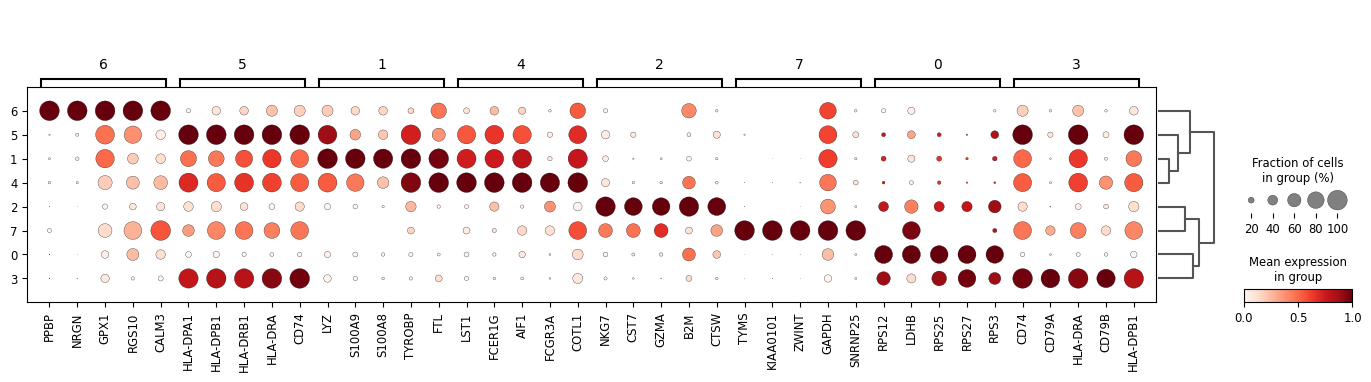 6 5 1 4 2 7 0 3
6
5
1
4
2
7
0
3
PPBP NRGN GPX1 RGS10 CALM3 HLA-DPA1 HLA-DPB1 HLA-DRB1 HLA-DRA CD74 LYZ S100A9 S100A8 TYROBP FTL LST1 FCER1G AIF1 FCGR3A COTL1 NKG7 CST7 GZMA B2M CTSW TYMS KIAA0101 ZWINT GAPDH SNRNP25 RPS12 LDHB RPS25 RPS27 RPS3 CD74 CD79A HLA-DRA CD79B HLA-DPB1
Fraction of cells
in group (%)
20 40 60 80 100
Mean expression
in group
0.0 0.5 1.0